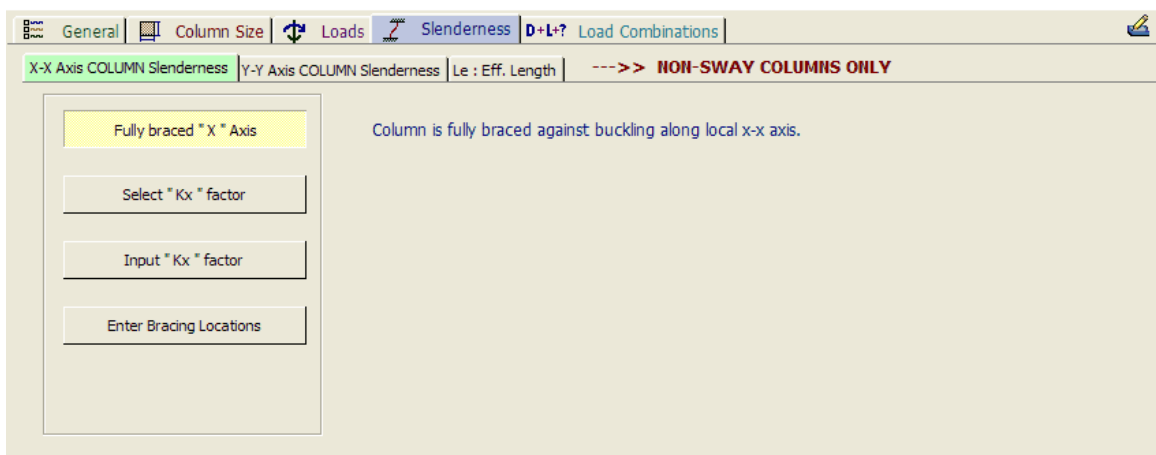 General Column Size Loads Slenderness D+L+? Load Combinations
X-X Axis COLUMN Slenderness Y-Y Axis COLUMN Slenderness Le : Eff. Length --->> NON-SWAY COLUMNS ONLY
Fully braced " X " Axis
Column is fully braced against buckling along local x-x axis.
Select " Kx " factor
Input " Kx " factor
Enter Bracing Locations